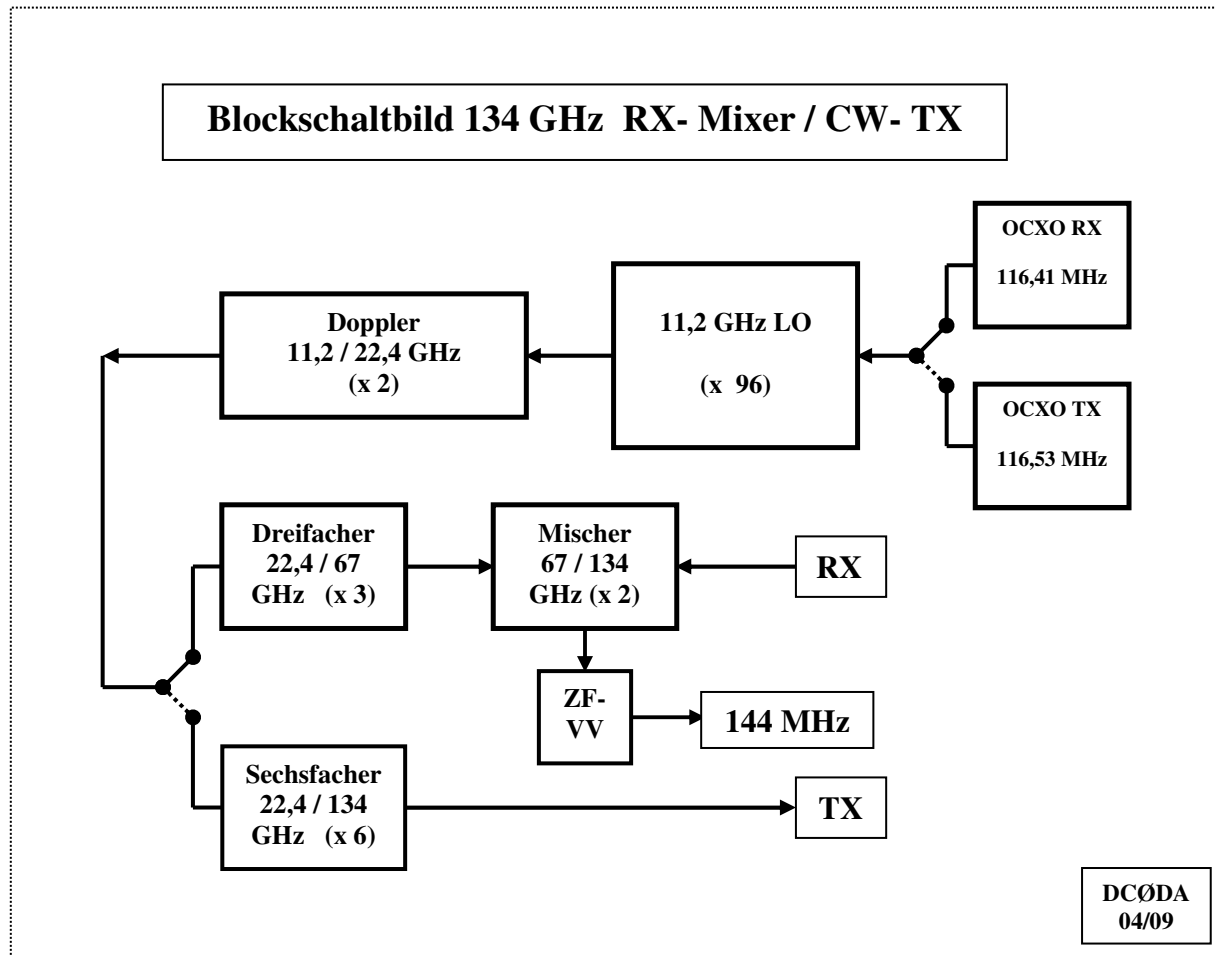 Blockschaltbild 134 GHz RX- Mixer / CW- TX
OCXO RX
116,41 MHz
Doppler
11,2 / 22,4 GHz
(x 2)
11,2 GHz LO
(x 96)
OCXO TX
116,53 MHz
Dreifacher
22,4 / 67
GHz (x 3)
Mischer
67 / 134
GHz (x 2)
RX
ZF-
VV
144 MHz
Sechsfacher
22,4 / 134
GHz (x 6)
TX
DCØDA
04/09